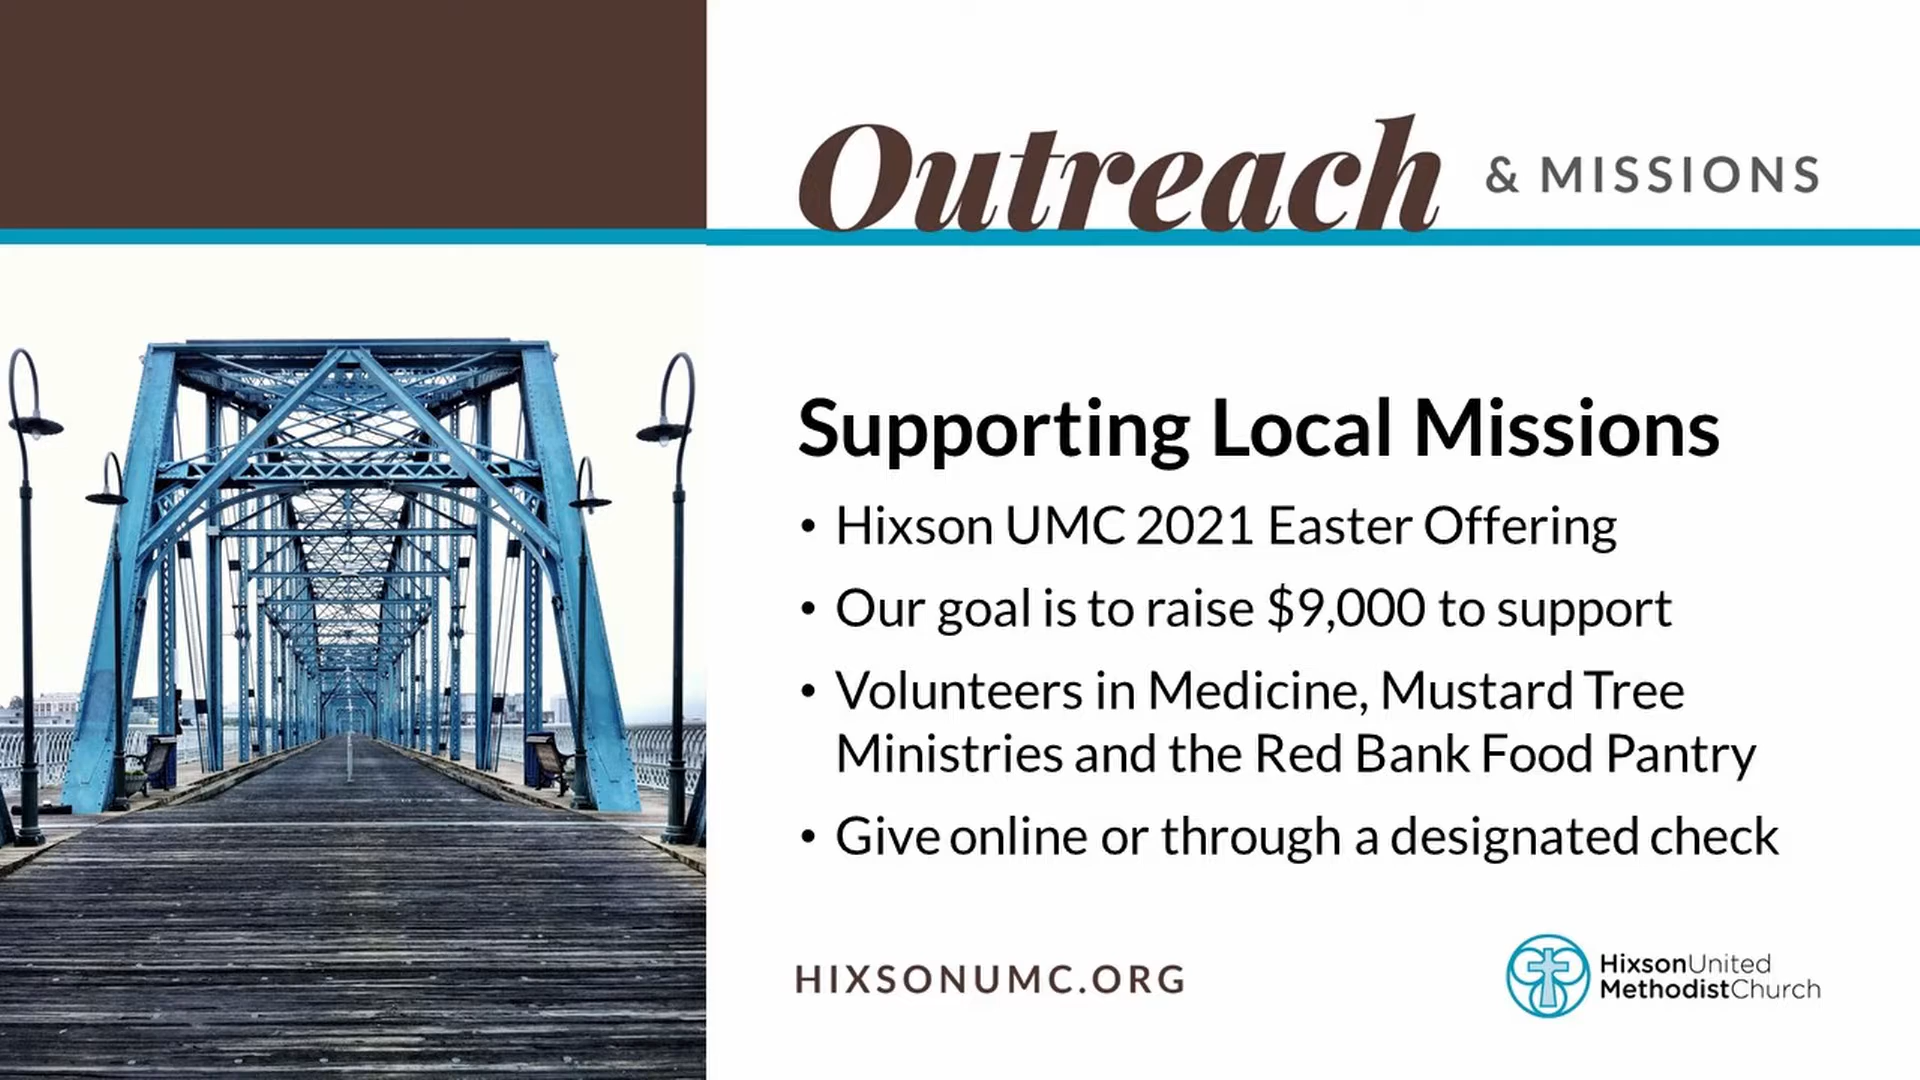 Outreach & MISSIONS
Supporting Local Missions
• Hixson UMC 2021 Easter Offering
• Our goal is to raise $9,000 to support
• Volunteers in Medicine, Mustard Tree
Ministries and the Red Bank Food Pantry
• Give online or through a designated check
HIXSONUMC.ORG
HixsonUnited
MethodistChurch